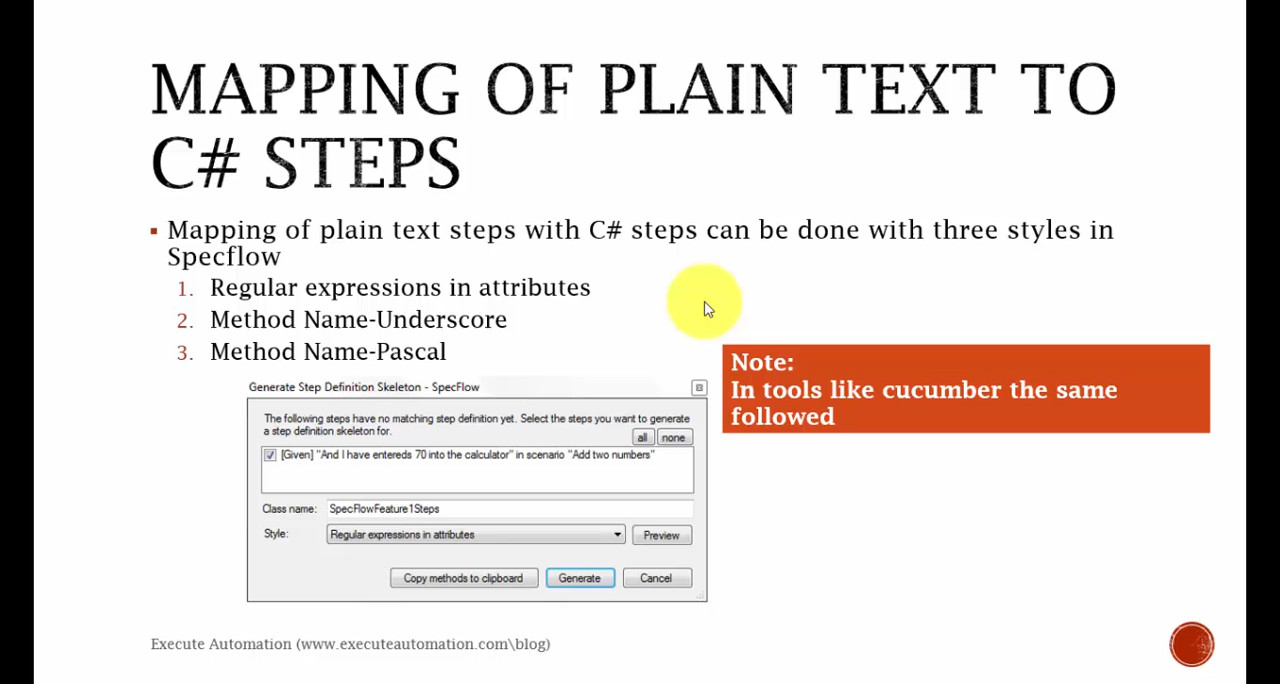 MAPPING OF PLAIN TEXT TO
C# STEPS
▪ Mapping of plain text steps with C# steps can be done with three styles in
Specflow
1. Regular expressions in attributes
2. Method Name-Underscore
3. Method Name-Pascal
Note:
In tools like cucumber the same
followed
Generate Step Definition Skeleton - SpecFlow
The following steps have no matching step definition yet. Select the steps you want to generate
a step definition skeleton for.
all none
[Given] "And I have entereds 70 into the calculator" in scenario "Add two numbers"
Class name: SpecFlowFeature1Steps
Style: Regular expressions in attributes Preview
Copy methods to clipboard Generate Cancel
Execute Automation (www.executeautomation.com\blog)